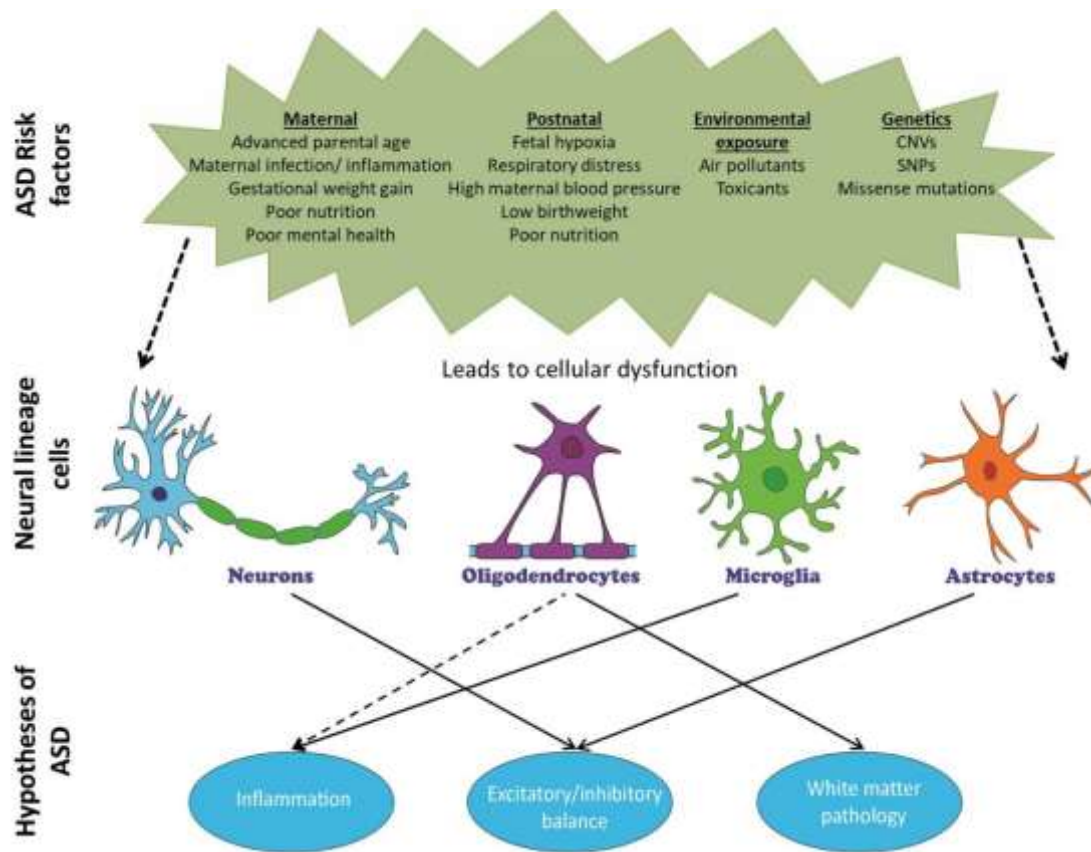 ASD Risk
factors
Maternal
Advanced parental age
Maternal infection/ inflammation
Gestational weight gain
Poor nutrition
Poor mental health
Postnatal
Fetal hypoxia
Respiratory distress
High maternal blood pressure
Low birthweight
Poor nutrition
Environmental
exposure
Air pollutants
Toxicants
Genetics
CNVs
SNPs
Missense mutations
Leads to cellular dysfunction
Neural lineage
cells
Neurons
Oligodendrocytes
Microglia
Astrocytes
Hypotheses of
ASD
Inflammation
Excitatory/inhibitory
balance
White matter
pathology